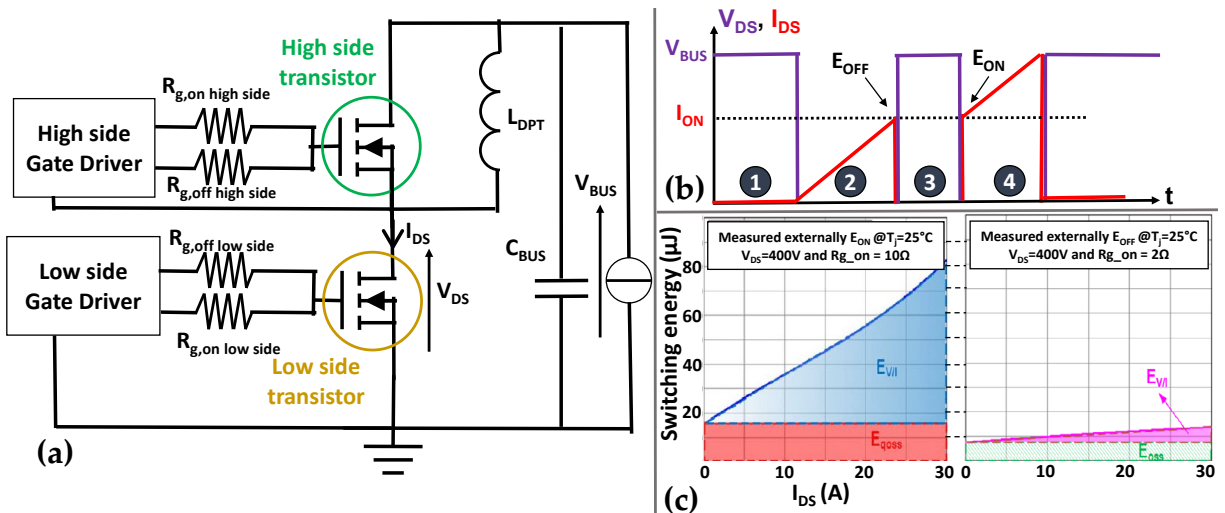 High side
transistor
R_g,on high side
High side
Gate Driver
R_g,off high side
L_DPT
V_BUS
I_DS
C_BUS
V_DS
R_g,off low side
Low side
Gate Driver
R_g,on low side
Low side
transistor
(a)
V_DS, I_DS
V_BUS
E_OFF
E_ON
I_ON
1 2 3 4
t
(b)
Switching energy (µJ)
80
60
40
20
0 10 20 30
I_DS (A)
Measured externally E_ON @T_j=25°C
V_DS=400V and Rg_on = 10Ω
E_V/I
E_qoss
Measured externally E_OFF @T_j=25°C
V_DS=400V and Rg_on = 2Ω
E_V/I
E_oss
0 10 20 30
(c)